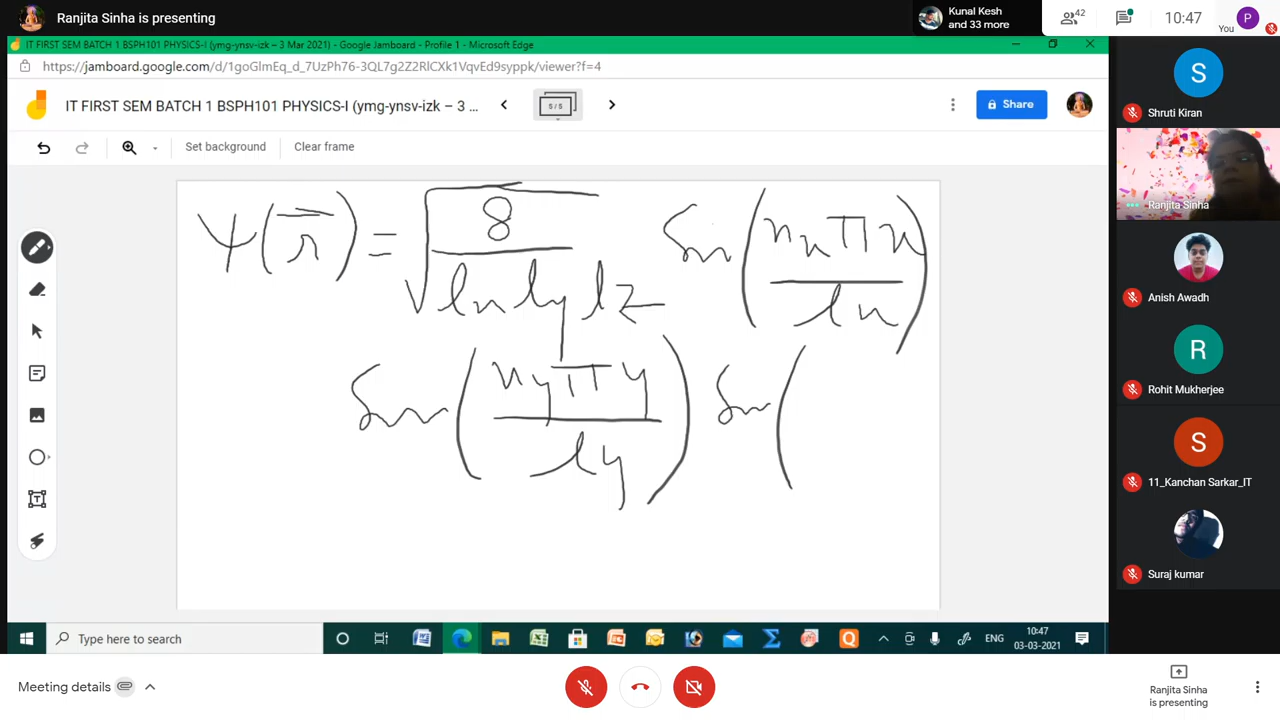 Ranjita Sinha is presenting
Kunal Kesh
and 33 more
42
10:47
You
P
IT FIRST SEM BATCH 1 BSPH101 PHYSICS-I (ymg-ynsv-izk – 3 Mar 2021) - Google Jamboard - Profile 1 - Microsoft Edge
https://jamboard.google.com/d/1goGlmEq_d_7UzPh76-3QL7g2Z2RlCXk1VqvEd9syppk/viewer?f=4
IT FIRST SEM BATCH 1 BSPH101 PHYSICS-I (ymg-ynsv-izk – 3 ...
5 / 5
Share
Set background
Clear frame
ψ(r⃗) = √(8 / lx ly lz) Sin(nxπx / lx)
Sin(nyπy / ly) Sin(
S
Shruti Kiran
Ranjita Sinha
Anish Awadh
R
Rohit Mukherjee
S
11_Kanchan Sarkar_IT
Suraj kumar
Type here to search
ENG
10:47
03-03-2021
Meeting details
Ranjita Sinha
is presenting